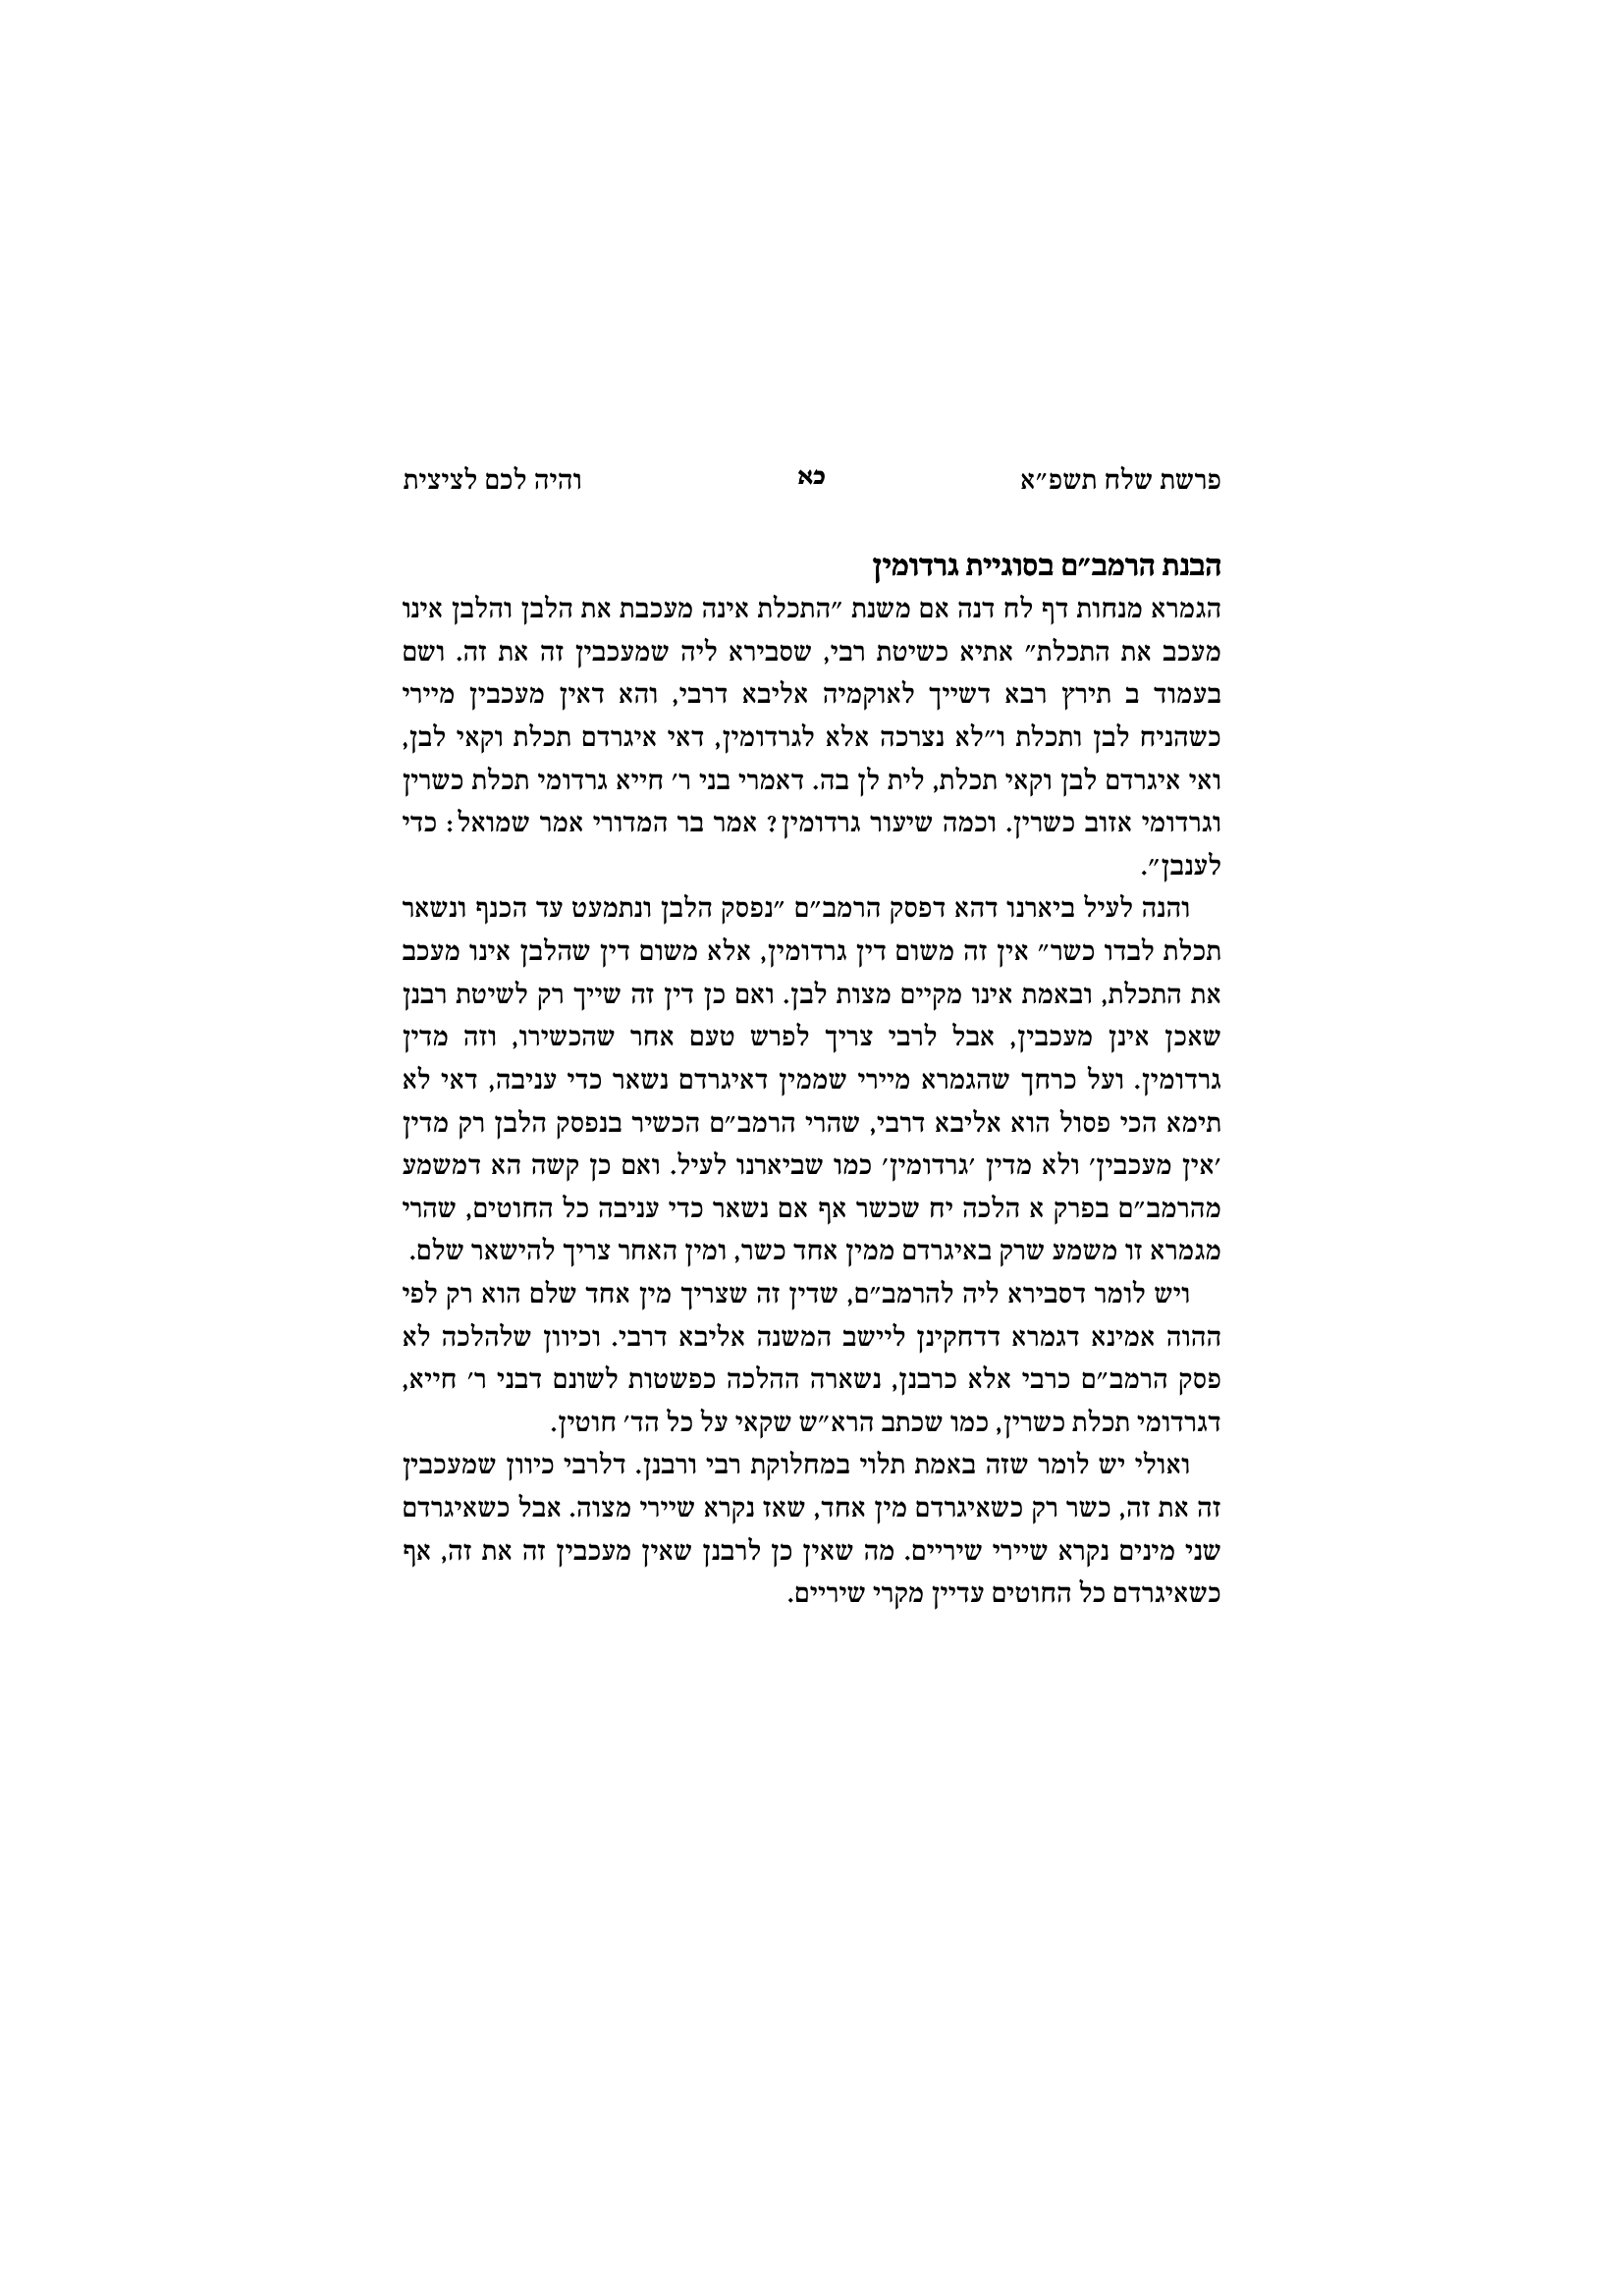 פרשת שלח תשפ״א כא והיה לכם לציצית
הבנת הרמב״ם בסוגיית גרדומין
הגמרא מנחות דף לח דנה אם משנת ״התכלת אינה מעכבת את הלבן והלבן אינו
מעכב את התכלת״ אתיא כשיטת רבי, שסבירא ליה שמעכבין זה את זה. ושם
בעמוד ב תירץ רבא דשייך לאוקמיה אליבא דרבי, והא דאין מעכבין מיירי
כשהניח לבן ותכלת ו״לא נצרכה אלא לגרדומין, דאי איגרדם תכלת וקאי לבן,
ואי איגרדם לבן וקאי תכלת, לית לן בה. דאמרי בני ר׳ חייא גרדומי תכלת כשרין
וגרדומי אזוב כשרין. וכמה שיעור גרדומין? אמר בר המדורי אמר שמואל: כדי
לענבן״.
והנה לעיל ביארנו דהא דפסק הרמב״ם ״נפסק הלבן ונתמעט עד הכנף ונשאר
תכלת לבדו כשר״ אין זה משום דין גרדומין, אלא משום דין שהלבן אינו מעכב
את התכלת, ובאמת אינו מקיים מצות לבן. ואם כן דין זה שייך רק לשיטת רבנן
שאכן אינן מעכבין, אבל לרבי צריך לפרש טעם אחר שהכשירו, וזה מדין
גרדומין. ועל כרחך שהגמרא מיירי שממין דאיגרדם נשאר כדי עניבה, דאי לא
תימא הכי פסול הוא אליבא דרבי, שהרי הרמב״ם הכשיר בנפסק הלבן רק מדין
׳אין מעכבין׳ ולא מדין ׳גרדומין׳ כמו שביארנו לעיל. ואם כן קשה הא דמשמע
מהרמב״ם בפרק א הלכה יח שכשר אף אם נשאר כדי עניבה כל החוטים, שהרי
מגמרא זו משמע שרק באיגרדם ממין אחד כשר, ומין האחר צריך להישאר שלם.
ויש לומר דסבירא ליה להרמב״ם, שדין זה שצריך מין אחד שלם הוא רק לפי
ההוה אמינא דגמרא דדחקינן ליישב המשנה אליבא דרבי. וכיוון שלהלכה לא
פסק הרמב״ם כרבי אלא כרבנן, נשארה ההלכה כפשטות לשונם דבני ר׳ חייא,
דגרדומי תכלת כשרין, כמו שכתב הרא״ש שקאי על כל הד׳ חוטין.
ואולי יש לומר שזה באמת תלוי במחלוקת רבי ורבנן. דלרבי כיוון שמעכבין
זה את זה, כשר רק כשאיגרדם מין אחד, שאז נקרא שיירי מצוה. אבל כשאיגרדם
שני מינים נקרא שיירי שיריים. מה שאין כן לרבנן שאין מעכבין זה את זה, אף
כשאיגרדם כל החוטים עדיין מקרי שיריים.